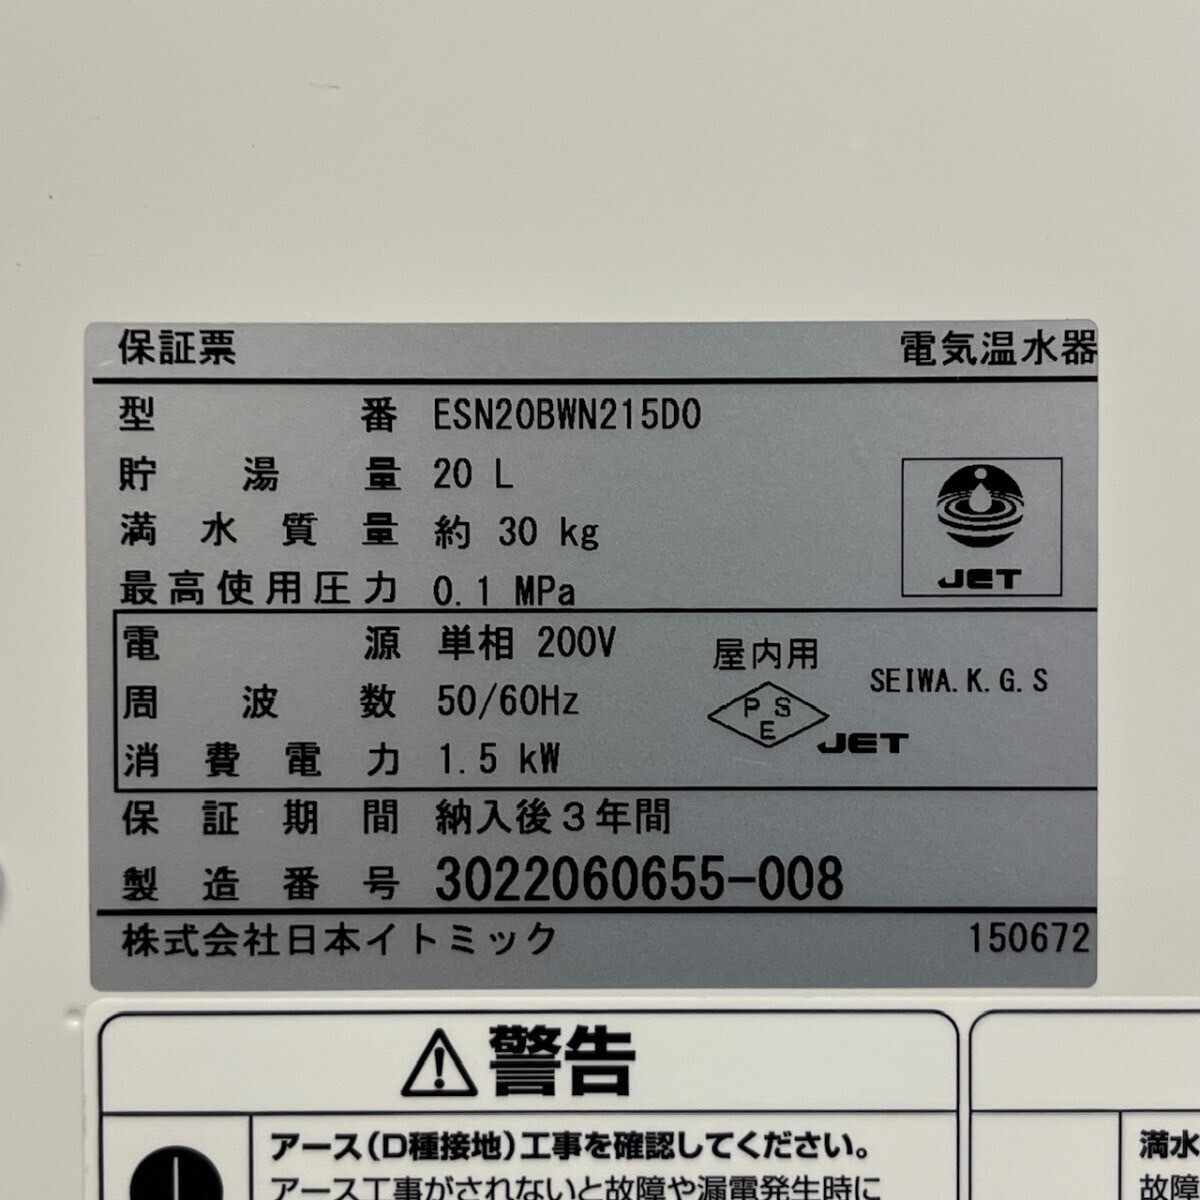 保証票 電気温水器
型番 ESN20BWN215D0
貯湯量 20 L
満水質量 約 30 kg
JET
最高使用圧力 0.1 MPa
電源 単相 200V
屋内用
周波数 50/60Hz
SEIWA.K.G.S
PSE
JET
消費電力 1.5 kW
保証期間 納入後3年間
製造番号 3022060655-008
株式会社日本イトミック 150672
警告
アース(D種接地)工事を確認してください。
アース工事がされないと故障や漏電発生時に
満水
故障